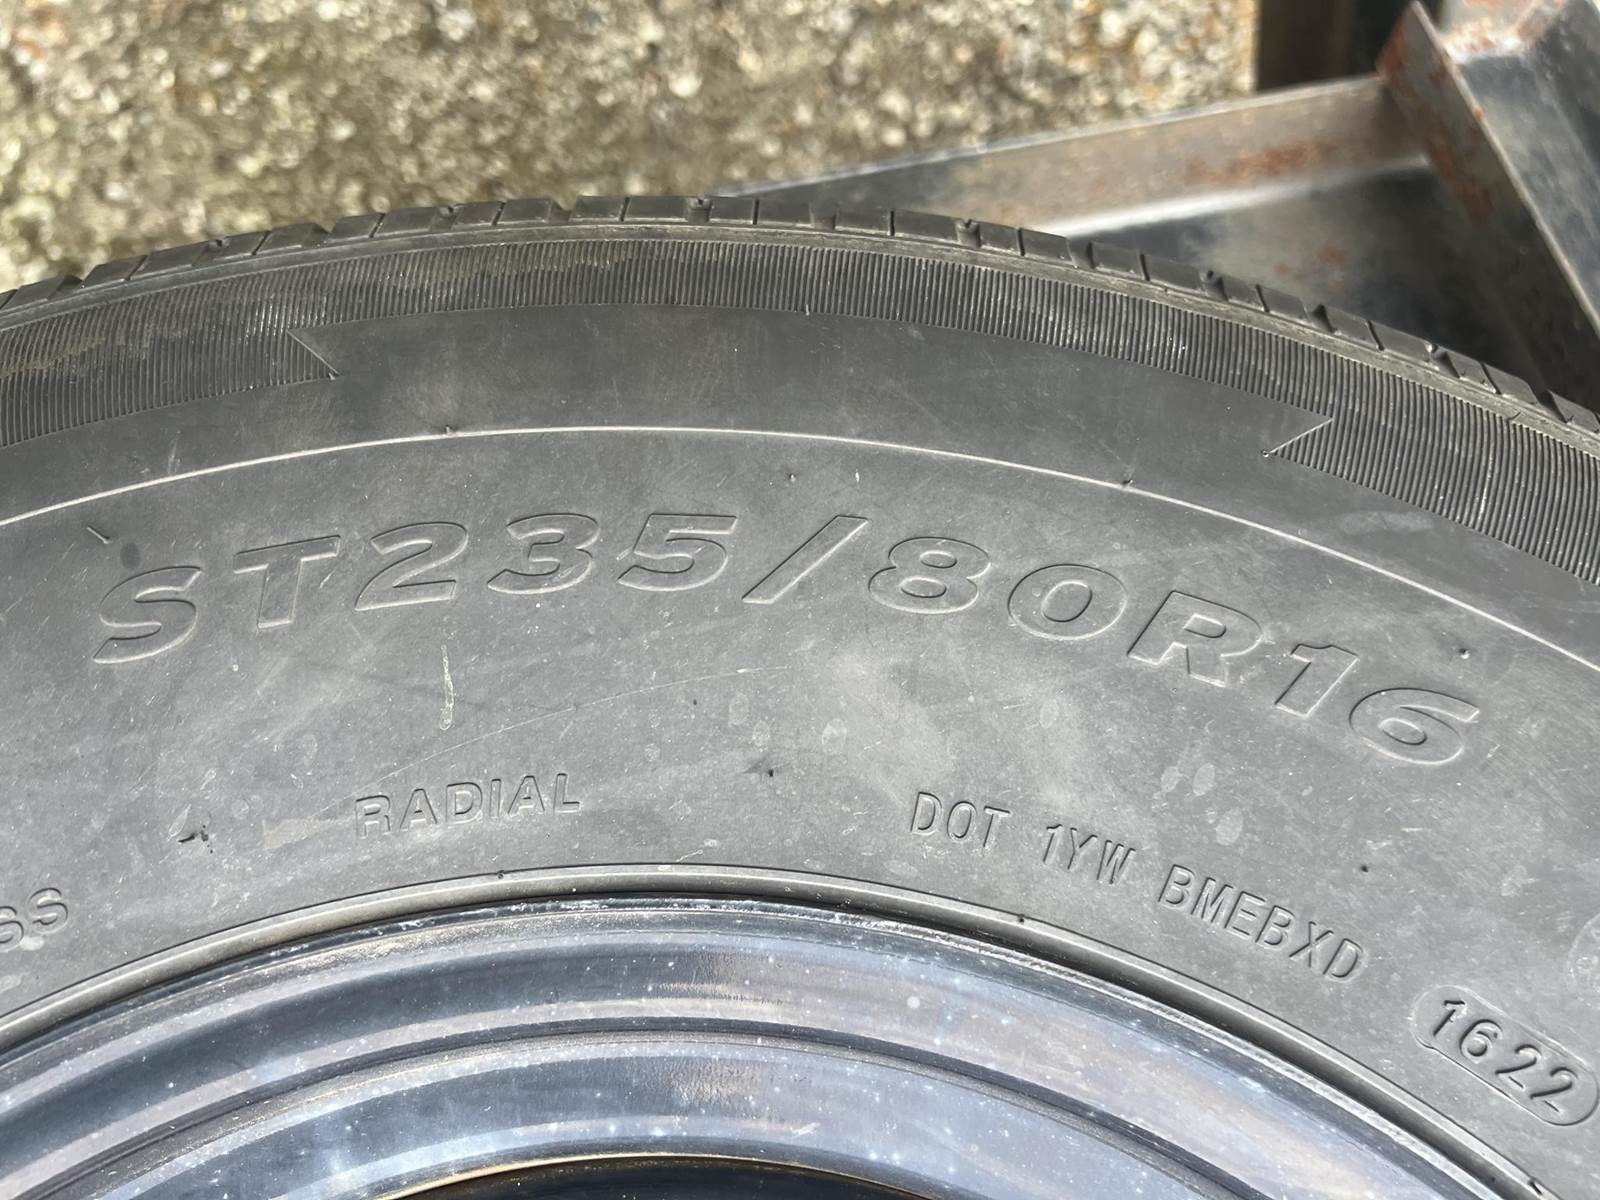 ST235/80R16
RADIAL
DOT 1YW BMEBXD
1622